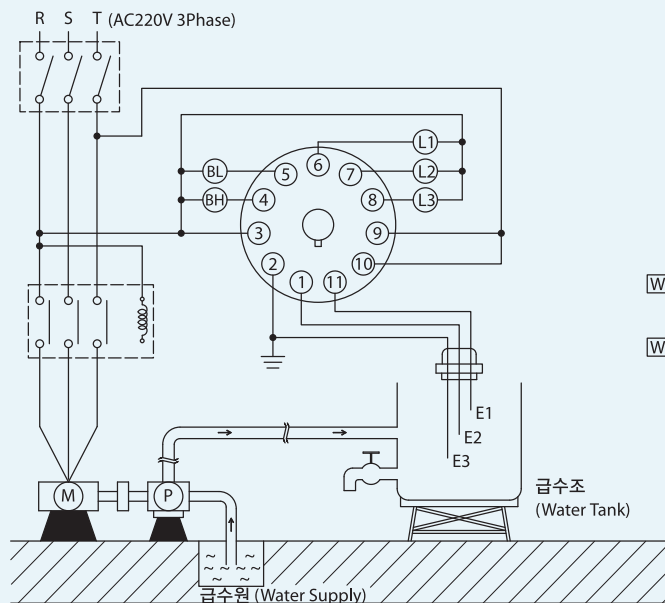 R S T (AC220V 3Phase)
L1
6
BL 5 7 L2
BH 4 8 L3
3 9
2 10
1 11
W
W
E1
E2
E3
M P
급수조
(Water Tank)
급수원 (Water Supply)